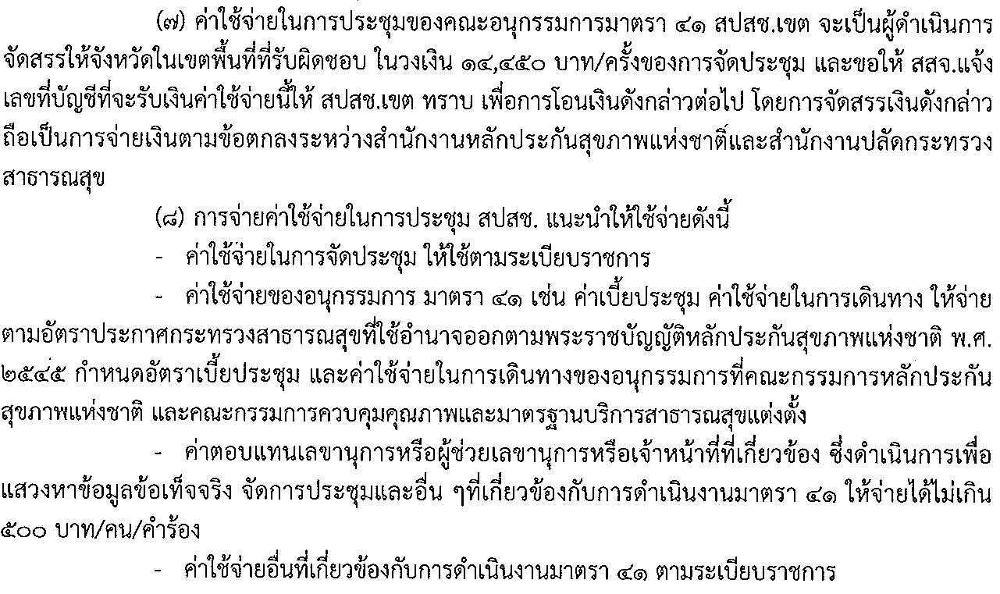 (๗) ค่าใช้จ่ายในการประชุมของคณะอนุกรรมการมาตรา ๔๑ สปสช.เขต จะเป็นผู้ดำเนินการ
จัดสรรให้จังหวัดในเขตพื้นที่ที่รับผิดชอบ ในวงเงิน ๑๔,๔๕๐ บาท/ครั้งของการจัดประชุม และขอให้ สสจ.แจ้ง
เลขที่บัญชีที่จะรับเงินค่าใช้จ่ายนี้ให้ สปสช.เขต ทราบ เพื่อการโอนเงินดังกล่าวต่อไป โดยการจัดสรรเงินดังกล่าว
ถือเป็นการจ่ายเงินตามข้อตกลงระหว่างสำนักงานหลักประกันสุขภาพแห่งชาติและสำนักงานปลัดกระทรวง
สาธารณสุข
(๘) การจ่ายค่าใช้จ่ายในการประชุม สปสช. แนะนำให้ใช้จ่ายดังนี้
- ค่าใช้จ่ายในการจัดประชุม ให้ใช้ตามระเบียบราชการ
- ค่าใช้จ่ายของอนุกรรมการ มาตรา ๔๑ เช่น ค่าเบี้ยประชุม ค่าใช้จ่ายในการเดินทาง ให้จ่าย
ตามอัตราประกาศกระทรวงสาธารณสุขที่ใช้อำนาจออกตามพระราชบัญญัติหลักประกันสุขภาพแห่งชาติ พ.ศ.
๒๕๔๕ กำหนดอัตราเบี้ยประชุม และค่าใช้จ่ายในการเดินทางของอนุกรรมการที่คณะกรรมการหลักประกัน
สุขภาพแห่งชาติ และคณะกรรมการควบคุมคุณภาพและมาตรฐานบริการสาธารณสุขแต่งตั้ง
- ค่าตอบแทนเลขานุการหรือผู้ช่วยเลขานุการหรือเจ้าหน้าที่ที่เกี่ยวข้อง ซึ่งดำเนินการเพื่อ
แสวงหาข้อมูลข้อเท็จจริง จัดการประชุมและอื่น ๆที่เกี่ยวข้องกับการดำเนินงานมาตรา ๔๑ ให้จ่ายได้ไม่เกิน
๕๐๐ บาท/คน/คำร้อง
- ค่าใช้จ่ายอื่นที่เกี่ยวข้องกับการดำเนินงานมาตรา ๔๑ ตามระเบียบราชการ